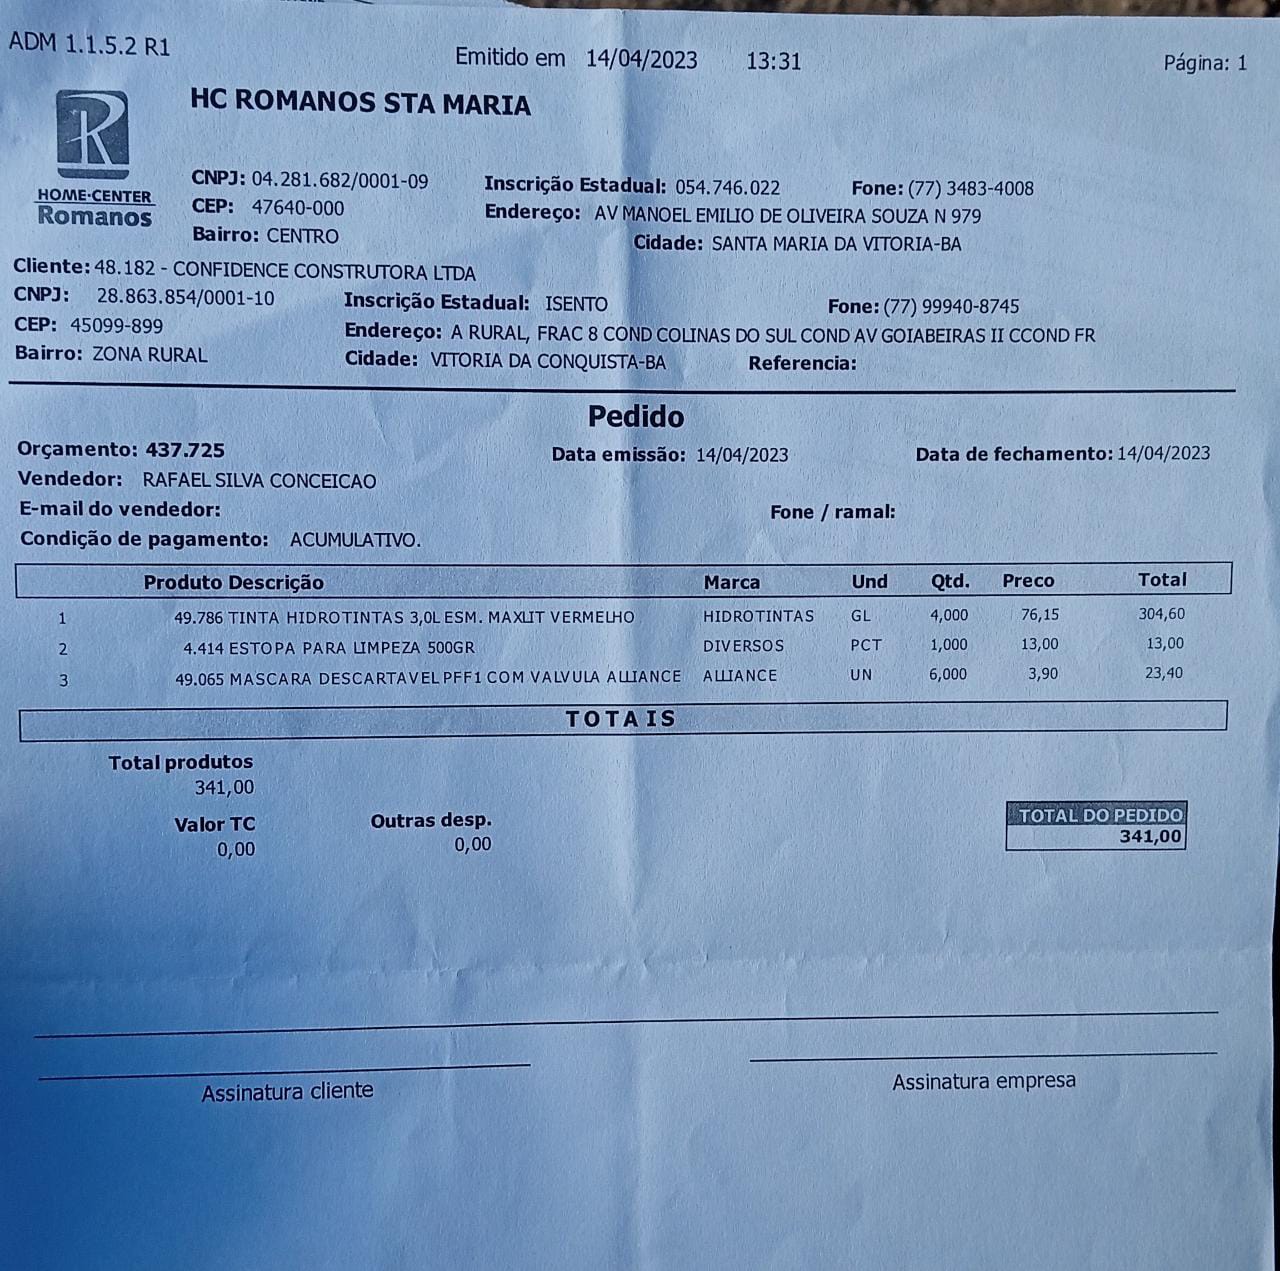 ADM 1.1.5.2 R1 Emitido em 14/04/2023 13:31 Página: 1
HC ROMANOS STA MARIA
R
HOME·CENTER
Romanos
CNPJ: 04.281.682/0001-09 Inscrição Estadual: 054.746.022 Fone: (77) 3483-4008
CEP: 47640-000 Endereço: AV MANOEL EMILIO DE OLIVEIRA SOUZA N 979
Bairro: CENTRO Cidade: SANTA MARIA DA VITORIA-BA
Cliente: 48.182 - CONFIDENCE CONSTRUTORA LTDA
CNPJ: 28.863.854/0001-10 Inscrição Estadual: ISENTO Fone: (77) 99940-8745
CEP: 45099-899 Endereço: A RURAL, FRAC 8 COND COLINAS DO SUL COND AV GOIABEIRAS II CCOND FR
Bairro: ZONA RURAL Cidade: VITORIA DA CONQUISTA-BA Referencia:
Pedido
Orçamento: 437.725 Data emissão: 14/04/2023 Data de fechamento: 14/04/2023
Vendedor: RAFAEL SILVA CONCEICAO
E-mail do vendedor: Fone / ramal:
Condição de pagamento: ACUMULATIVO.
Produto Descrição Marca Und Qtd. Preco Total
1 49.786 TINTA HIDROTINTAS 3,0L ESM. MAXLIT VERMELHO HIDROTINTAS GL 4,000 76,15 304,60
2 4.414 ESTOPA PARA LIMPEZA 500GR DIVERSOS PCT 1,000 13,00 13,00
3 49.065 MASCARA DESCARTAVEL PFF1 COM VALVULA ALLIANCE ALLIANCE UN 6,000 3,90 23,40
TOTAIS
Total produtos
341,00
Valor TC Outras desp. TOTAL DO PEDIDO
0,00 0,00 341,00
Assinatura cliente Assinatura empresa